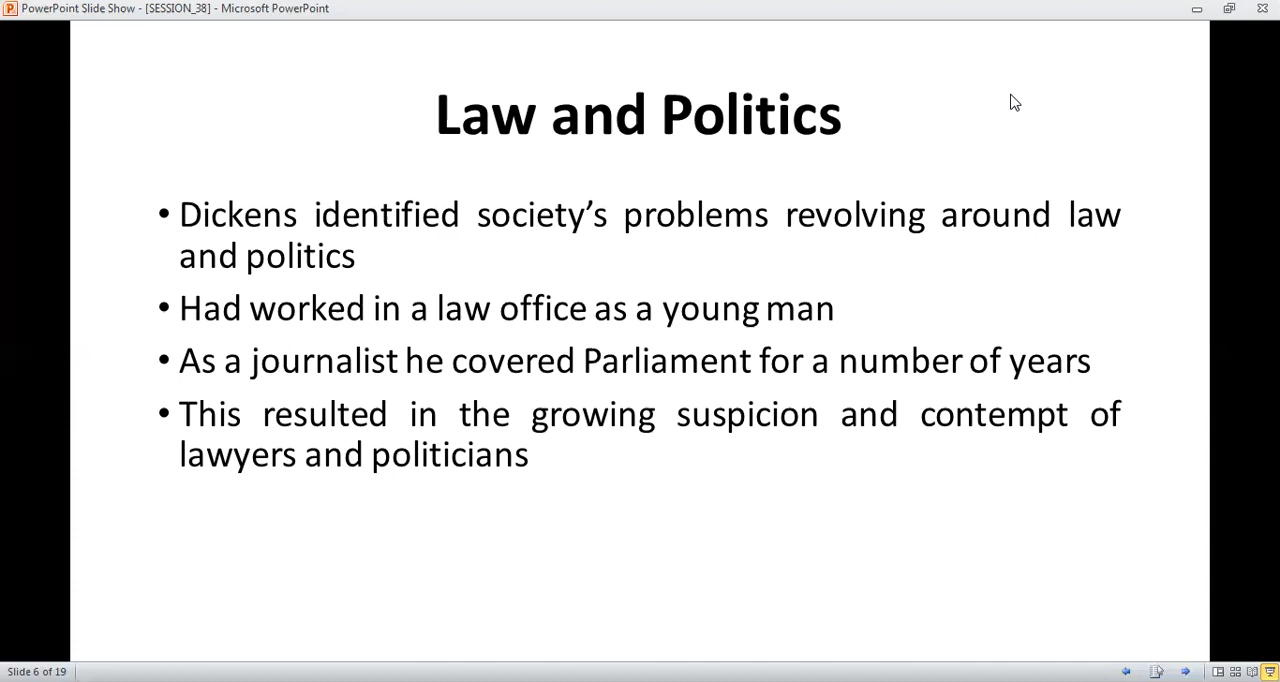 PowerPoint Slide Show - [SESSION_38] - Microsoft PowerPoint
Law and Politics
• Dickens identified society's problems revolving around law
and politics
• Had worked in a law office as a young man
• As a journalist he covered Parliament for a number of years
• This resulted in the growing suspicion and contempt of
lawyers and politicians
Slide 6 of 19